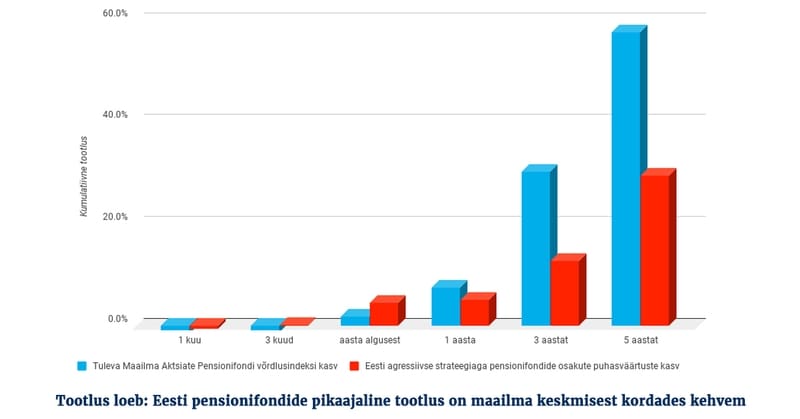 60.0%
40.0%
20.0%
0.0%
Kumulatiivne tootlus
1 kuu
3 kuud
aasta algusest
1 aasta
3 aastat
5 aastat
Tuleva Maailma Aktsiate Pensionifondi võrdlusindeksi kasv
Eesti agressiivse strateegiaga pensionifondide osakute puhasväärtuste kasv
Tootlus loeb: Eesti pensionifondide pikaajaline tootlus on maailma keskmisest kordades kehvem